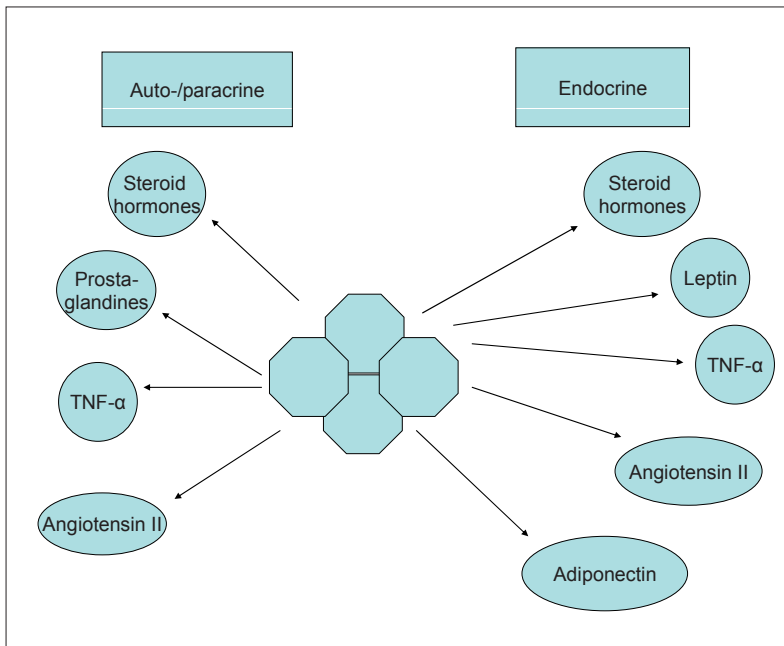 Auto-/paracrine
Endocrine
Steroid
hormones
Prosta-
glandines
TNF-α
Angiotensin II
Steroid
hormones
Leptin
TNF-α
Angiotensin II
Adiponectin